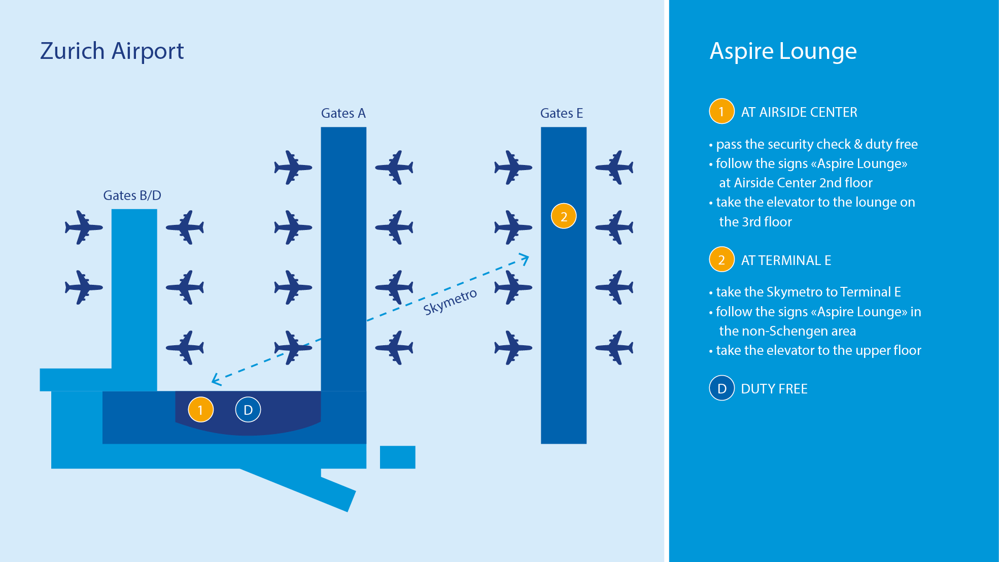 Zurich Airport
Gates A
Gates E
Gates B/D
2
Skymetro
1
D
Aspire Lounge
1 AT AIRSIDE CENTER
• pass the security check & duty free
• follow the signs «Aspire Lounge»
at Airside Center 2nd floor
• take the elevator to the lounge on
the 3rd floor
2 AT TERMINAL E
• take the Skymetro to Terminal E
• follow the signs «Aspire Lounge» in
the non-Schengen area
• take the elevator to the upper floor
D DUTY FREE